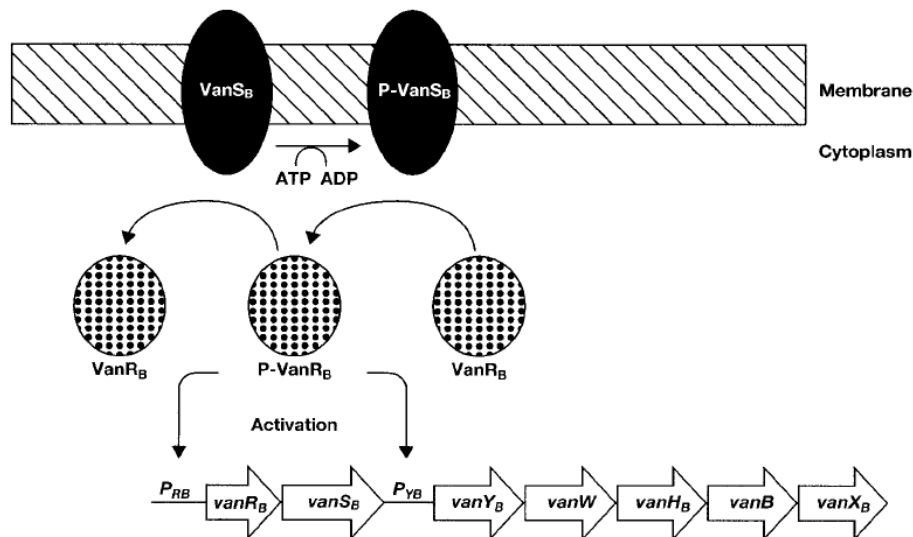 VanSB P-VanSB Membrane
Cytoplasm
ATP ADP
VanRB P-VanRB VanRB
Activation
PRB vanRB vanSB PYB vanYB vanW vanHB vanB vanXB